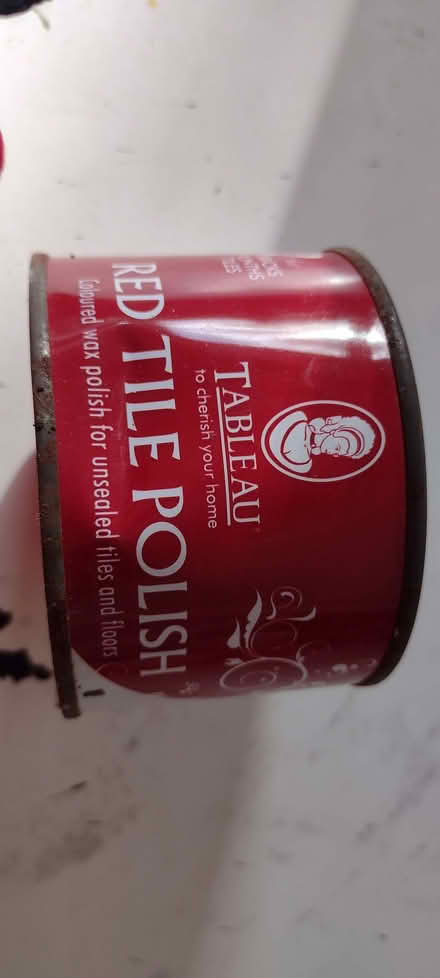 TABLEAU
to cherish your home
RED TILE POLISH
Coloured wax polish for unsealed tiles and floors